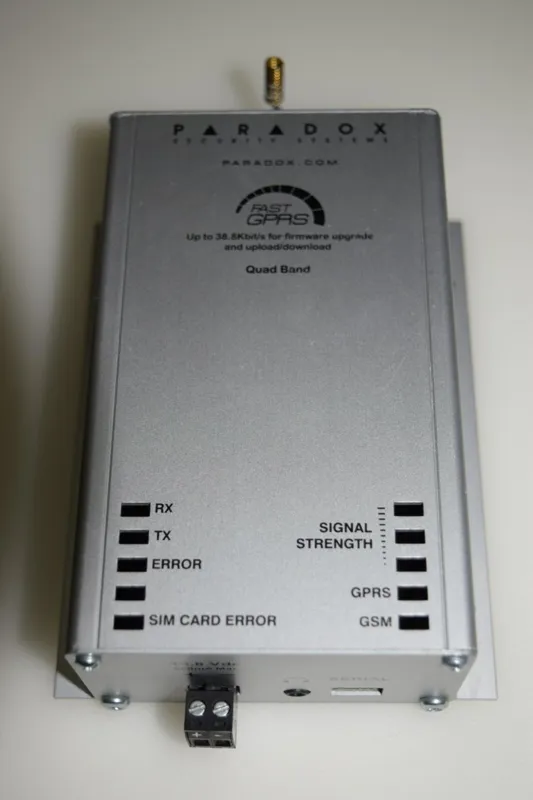 PARADOX
SECURITY SYSTEMS
PARADOX.COM
FAST
GPRS
Up to 38.5Kbit/s for firmware upgrade
and upload/download
Quad Band
RX
TX
SIGNAL
STRENGTH
ERROR
GPRS
SIM CARD ERROR
GSM
+ -